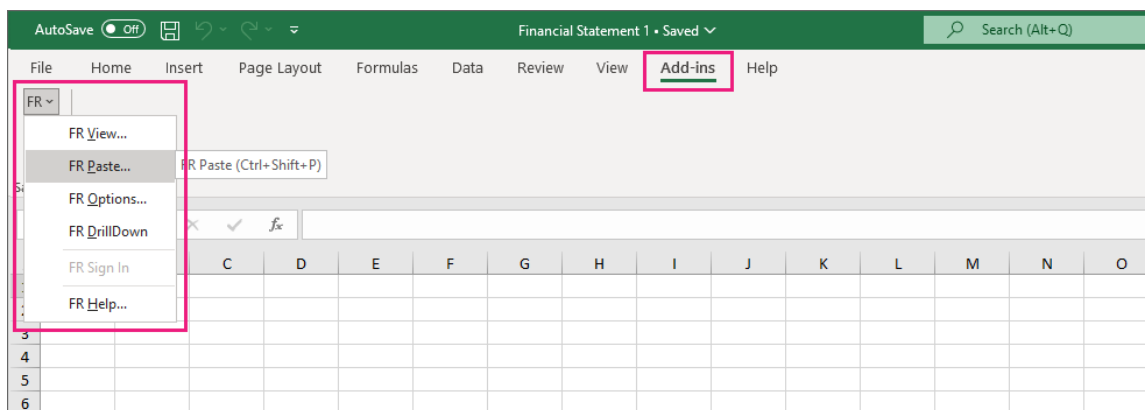 AutoSave Off Financial Statement 1 • Saved Search (Alt+Q)
File Home Insert Page Layout Formulas Data Review View Add-ins Help
FR
FR View...
FR Paste... FR Paste (Ctrl+Shift+P)
FR Options...
FR DrillDown
fx
C D E F G H I J K L M N O
FR Sign In
FR Help...
3
4
5
6